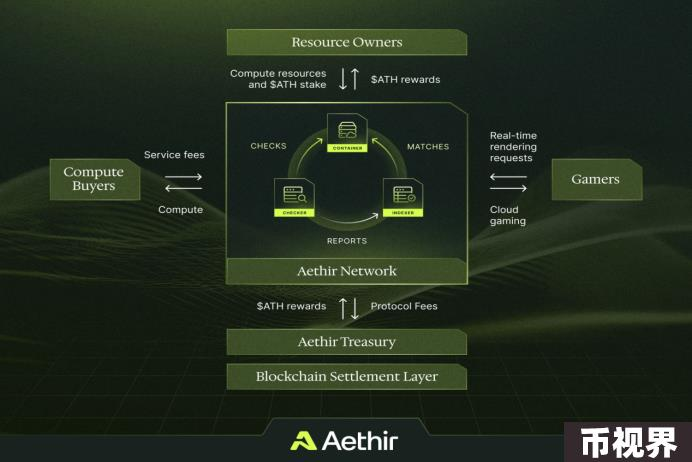 Resource Owners
Compute resources
and $ATH stake
$ATH rewards
CHECKS
CONTAINER
MATCHES
Real-time
rendering
requests
Service fees
Compute
Buyers
Compute
CHECKER
INDEXER
Gamers
Cloud
gaming
REPORTS
Aethir Network
$ATH rewards
Protocol Fees
Aethir Treasury
Blockchain Settlement Layer
Aethir
币视界